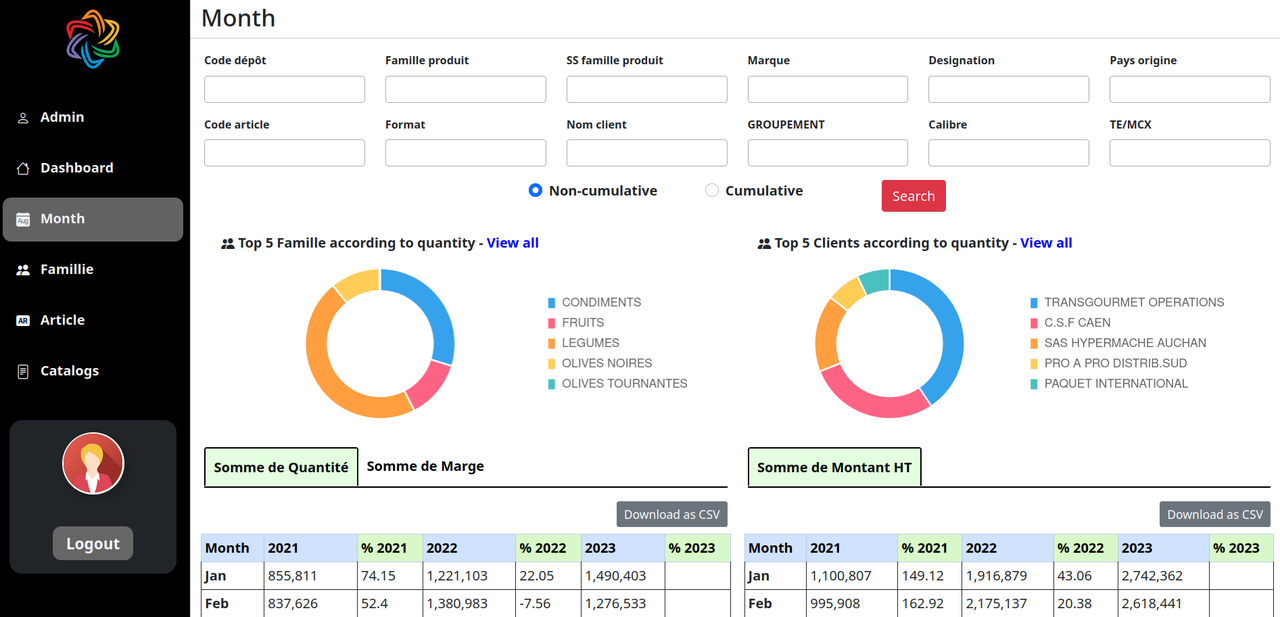 Month
Admin
Dashboard
Aug
Month
Famillie
AR
Article
Catalogs
Logout
Code dépôt Famille produit SS famille produit Marque Designation Pays origine
Code article Format Nom client GROUPEMENT Calibre TE/MCX
Non-cumulative Cumulative Search
Top 5 Famille according to quantity - View all
CONDIMENTS
FRUITS
LEGUMES
OLIVES NOIRES
OLIVES TOURNANTES
Top 5 Clients according to quantity - View all
TRANSGOURMET OPERATIONS
C.S.F CAEN
SAS HYPERMACHE AUCHAN
PRO A PRO DISTRIB.SUD
PAQUET INTERNATIONAL
Somme de Quantité Somme de Marge
Download as CSV
Month 2021 % 2021 2022 % 2022 2023 % 2023
Jan 855,811 74.15 1,221,103 22.05 1,490,403
Feb 837,626 52.4 1,380,983 -7.56 1,276,533
Somme de Montant HT
Download as CSV
Month 2021 % 2021 2022 % 2022 2023 % 2023
Jan 1,100,807 149.12 1,916,879 43.06 2,742,362
Feb 995,908 162.92 2,175,137 20.38 2,618,441